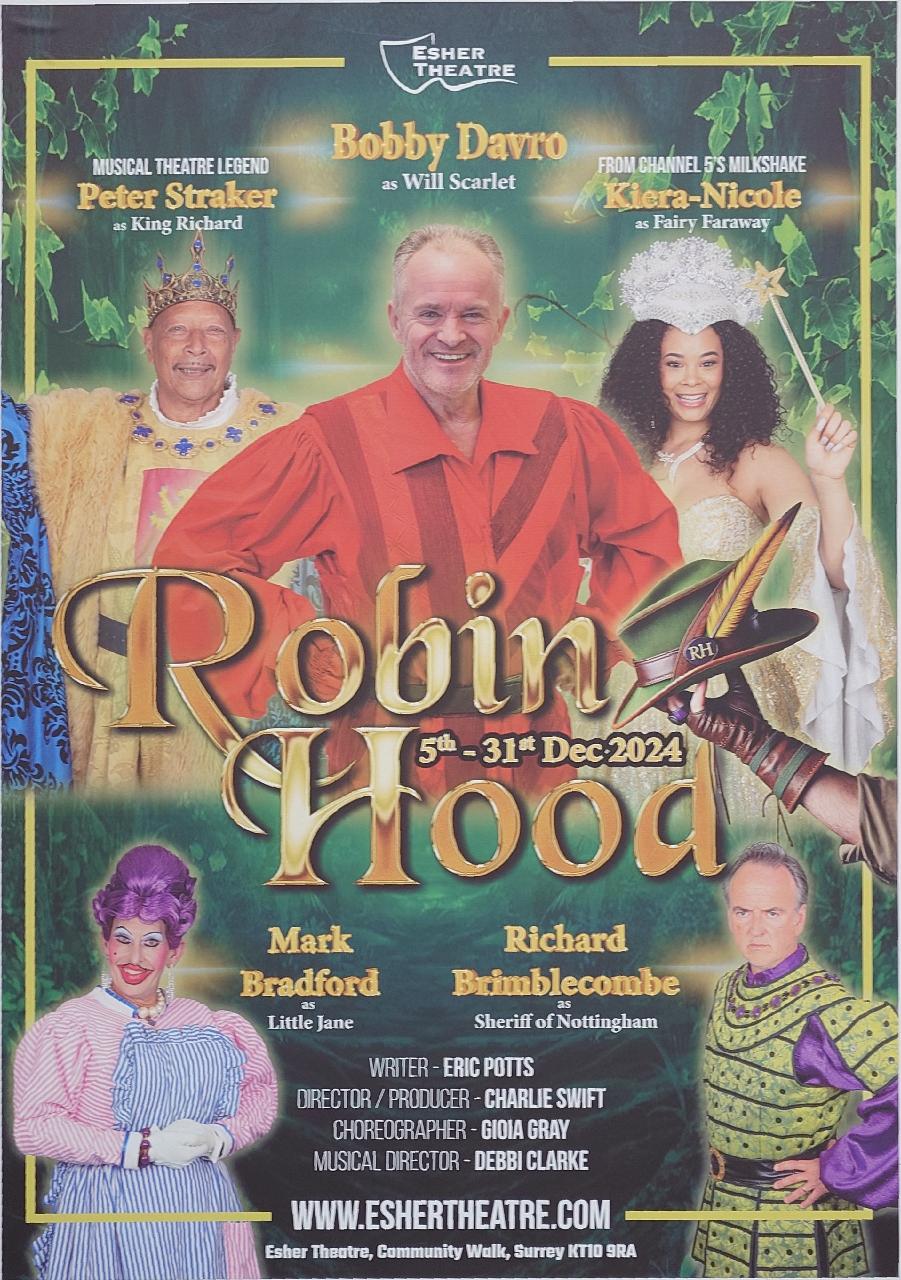 ESHER
THEATRE
Bobby Davro
as Will Scarlet
MUSICAL THEATRE LEGEND
Peter Straker
as King Richard
FROM CHANNEL 5'S MILKSHAKE
Kiera-Nicole
as Fairy Faraway
Robin
RH
Hood
5th - 31st Dec 2024
Mark
Bradford
as
Little Jane
Richard
Brimblecombe
as
Sheriff of Nottingham
WRITER - ERIC POTTS
DIRECTOR / PRODUCER - CHARLIE SWIFT
CHOREOGRAPHER - GIOIA GRAY
MUSICAL DIRECTOR - DEBBI CLARKE
WWW.ESHERTHEATRE.COM
Esher Theatre, Community Walk, Surrey KT10 9RA